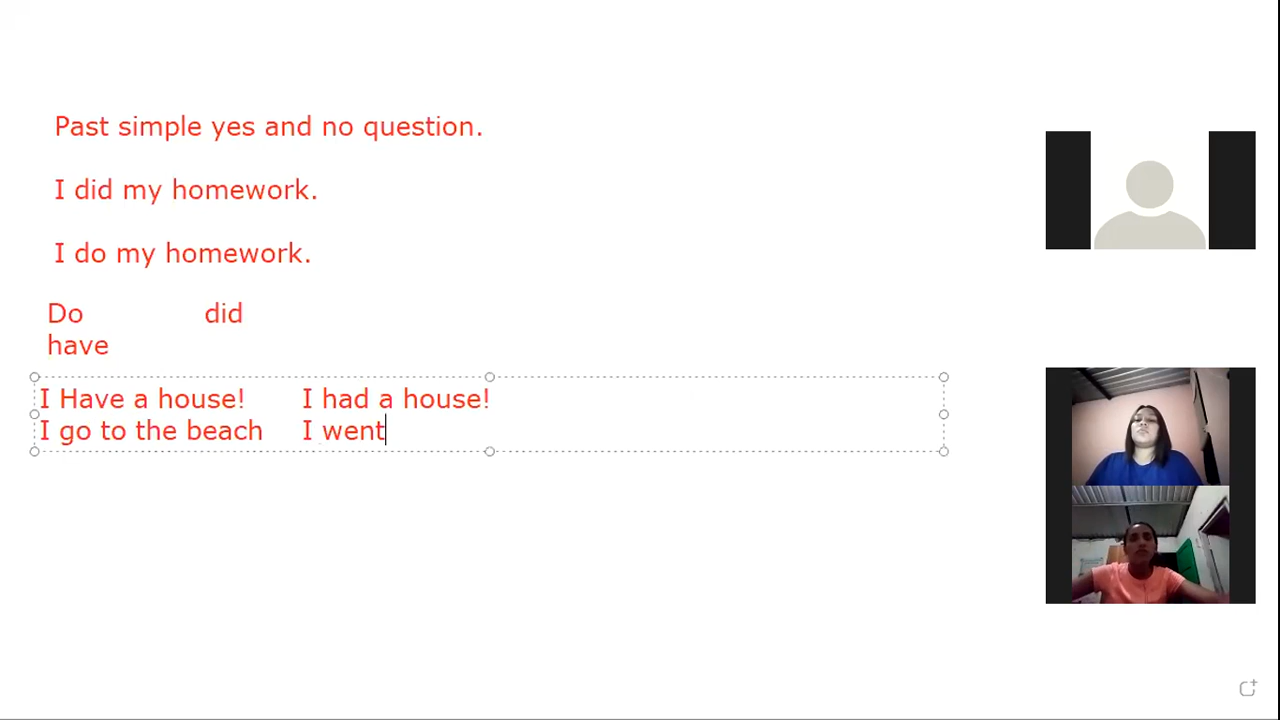 Past simple yes and no question.
I did my homework.
I do my homework.
Do did
have
I Have a house! I had a house!
I go to the beach I went